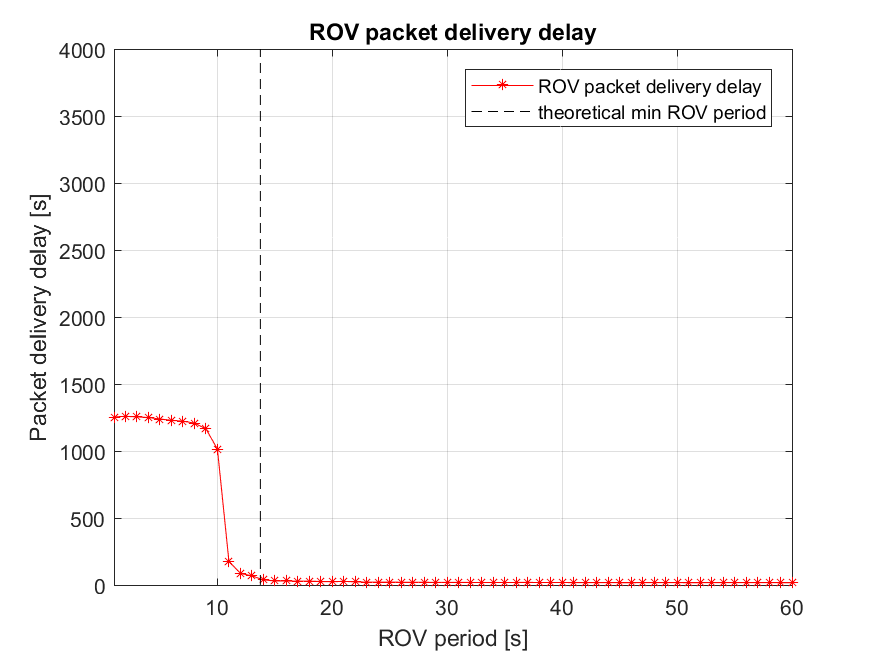 ROV packet delivery delay
4000
3500
3000
2500
2000
1500
1000
500
0
Packet delivery delay [s]
ROV packet delivery delay
theoretical min ROV period
10 20 30 40 50 60
ROV period [s]